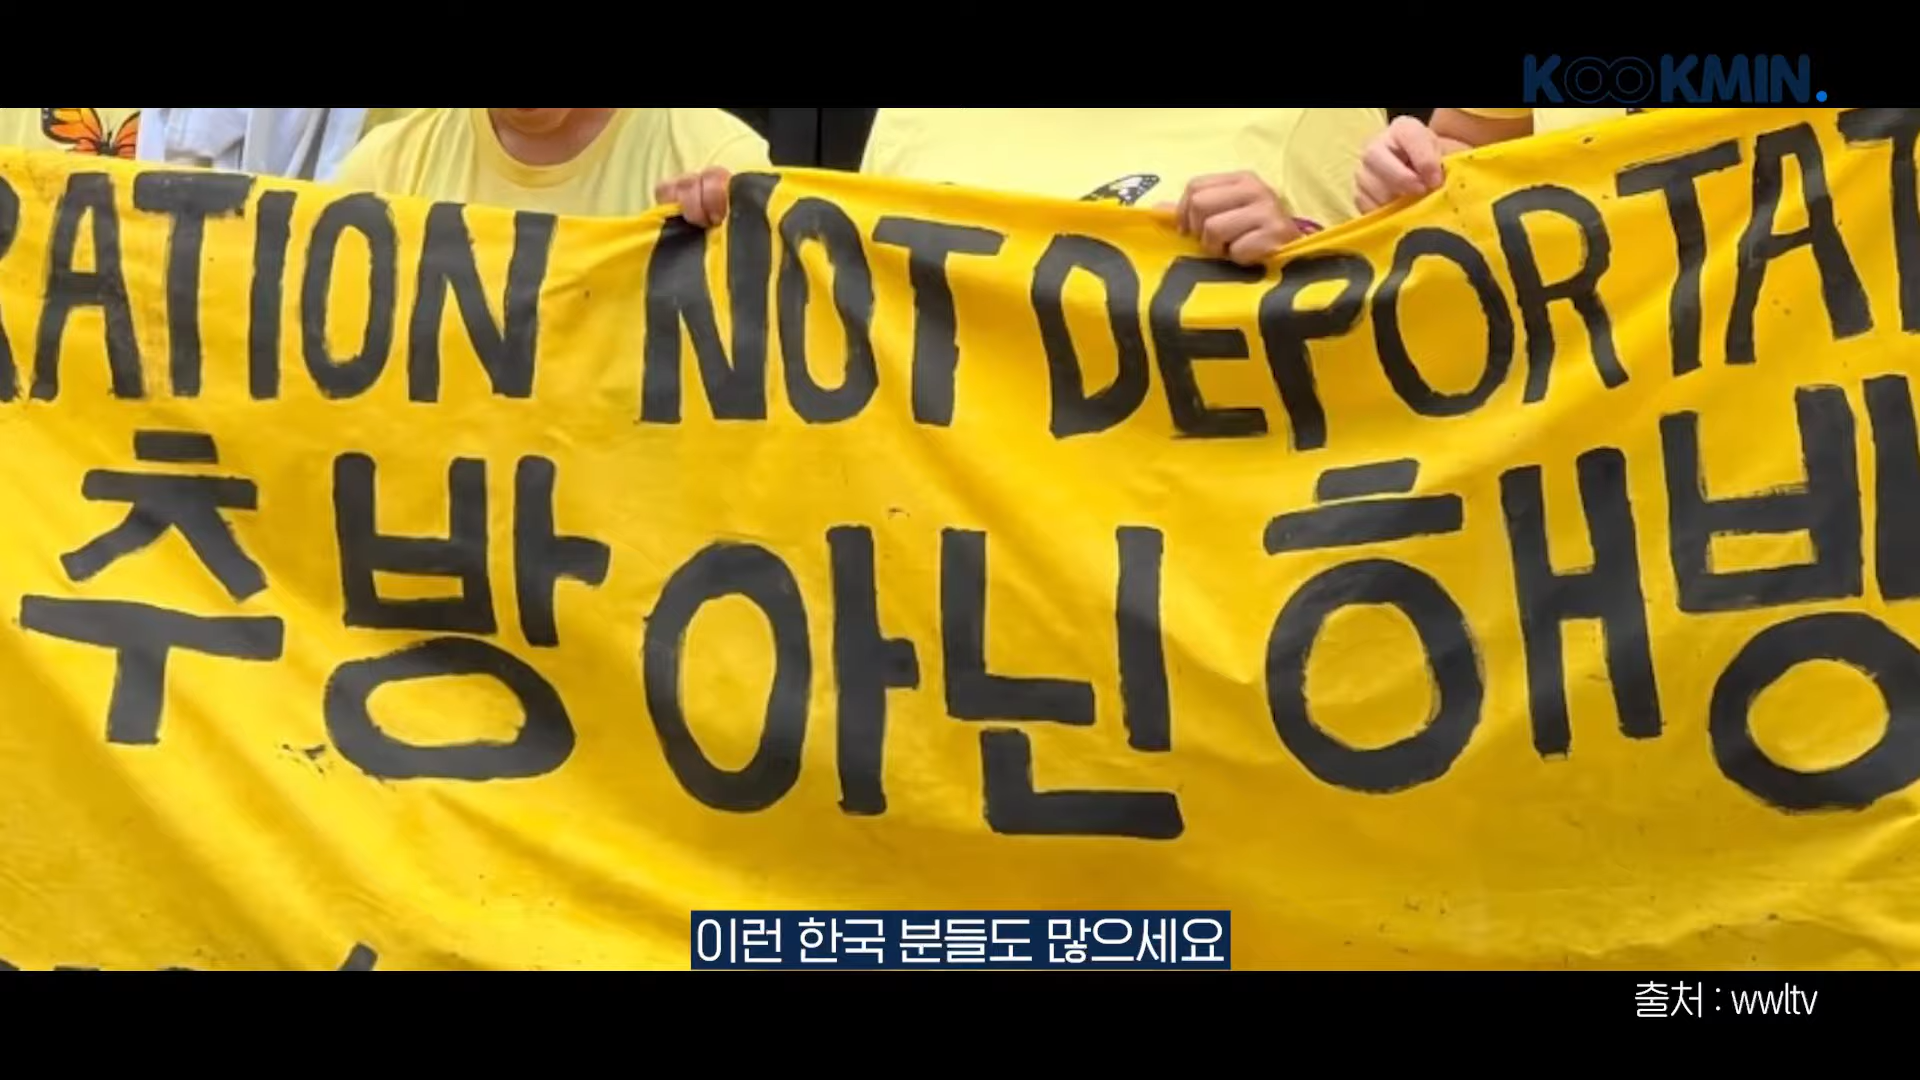 KOOKMIN.
RATION NOT DEPORTAT
추방 아닌 해방
이런 한국 분들도 많으세요
출처 : wwltv